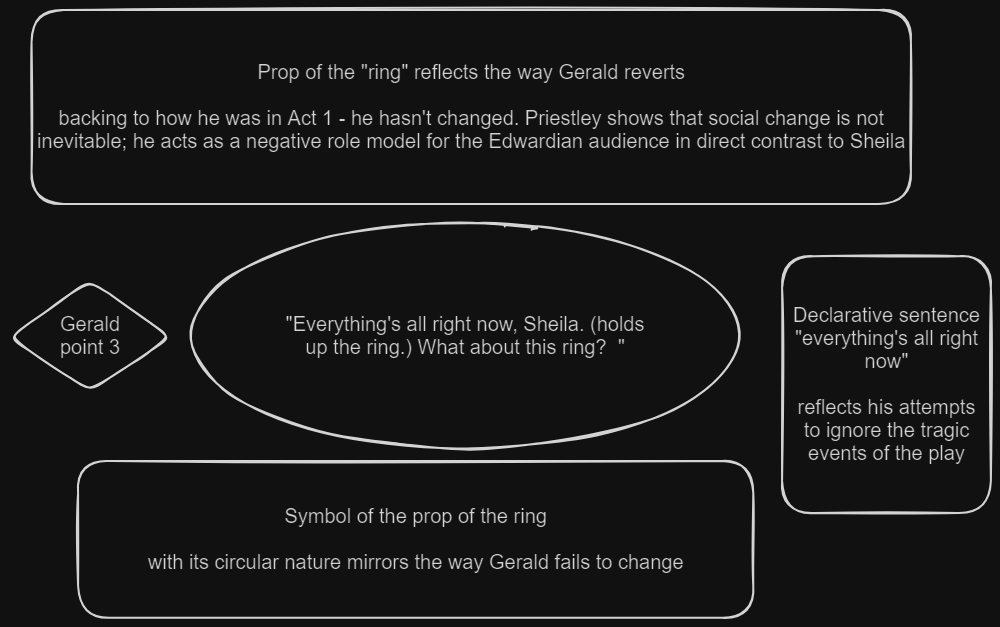 Prop of the "ring" reflects the way Gerald reverts
backing to how he was in Act 1 - he hasn't changed. Priestley shows that social change is not
inevitable; he acts as a negative role model for the Edwardian audience in direct contrast to Sheila
Gerald
point 3
"Everything's all right now, Sheila. (holds
up the ring.) What about this ring?  "
Declarative sentence
"everything's all right
now"
reflects his attempts
to ignore the tragic
events of the play
Symbol of the prop of the ring
with its circular nature mirrors the way Gerald fails to change